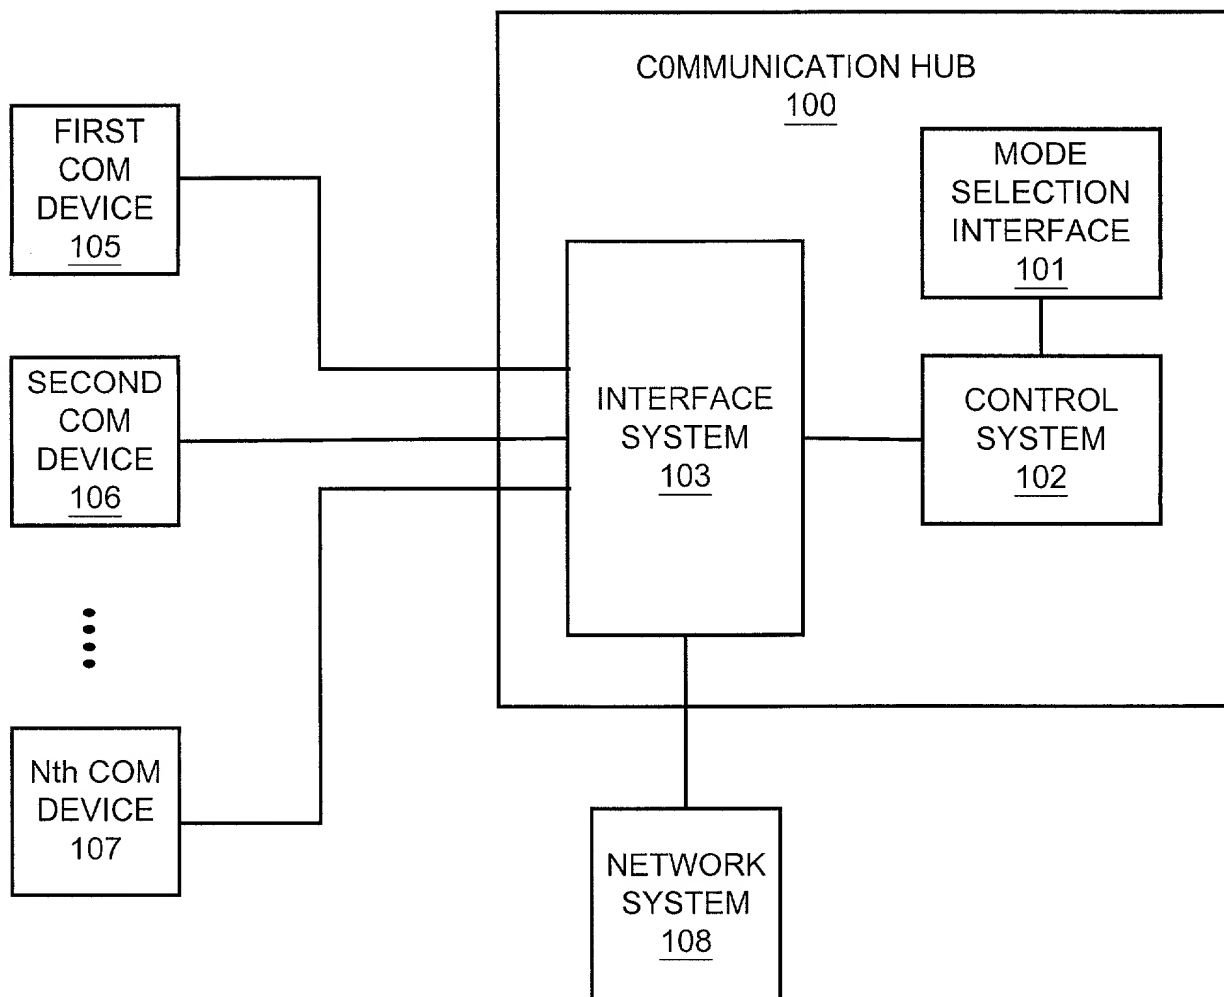 C0MMUNICATION HUB
100
FIRST
COM
DEVICE
105
MODE
SELECTION
INTERFACE
101
SECOND
COM
DEVICE
106
INTERFACE
SYSTEM
103
CONTROL
SYSTEM
102
Nth COM
DEVICE
107
NETWORK
SYSTEM
108